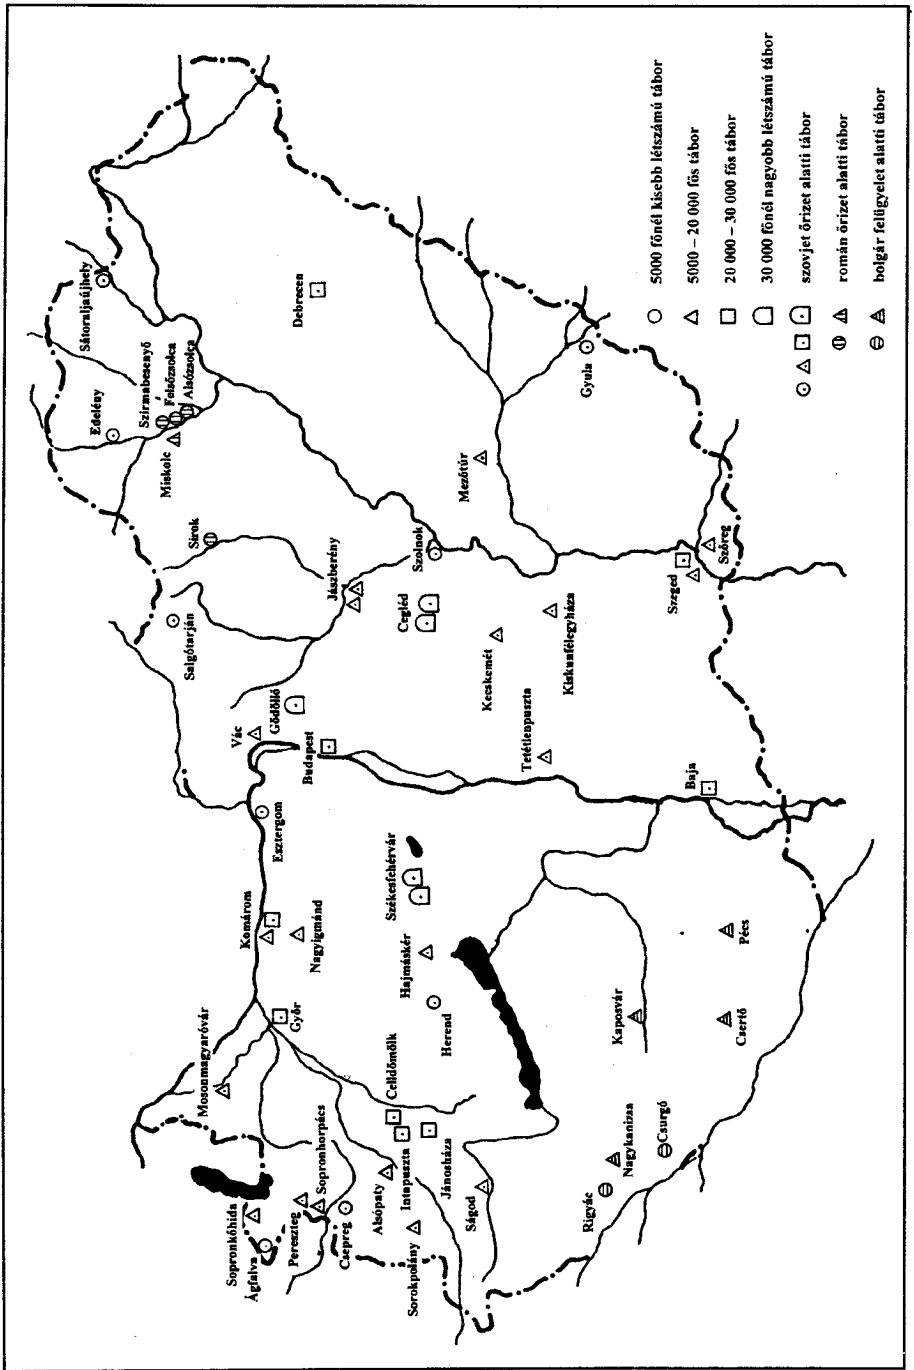 Sátoraljaújhely
Edelény
Szirmabesenyő
Felsőzsolca
Alsózsolca
Miskolc
Debrecen
Sirok
Salgótarján
Jászberény
Szolnok
Mezőtúr
Gyula
Cegléd
Kecskemét
Kiskunfélegyháza
Szeged
Szőreg
Vác
Gödöllő
Budapest
Tetétlenpuszta
Baja
Esztergom
Komárom
Nagyigmánd
Székesfehérvár
Hajmáskér
Herend
Győr
Mosonmagyaróvár
Celldömölk
Intapuszta
Jánosháza
Alsópaty
Sopronhorpács
Sopronkőhida
Ágfalva
Pereszteg
Csepreg
Sorokpolány
Ságod
Kaposvár
Pécs
Csertő
Rigyác
Nagykanizsa
Csurgó
5000 főnél kisebb létszámú tábor
5000 – 20 000 fős tábor
20 000 – 30 000 fős tábor
30 000 főnél nagyobb létszámú tábor
szovjet őrizet alatti tábor
román őrizet alatti tábor
bolgár felügyelet alatti tábor